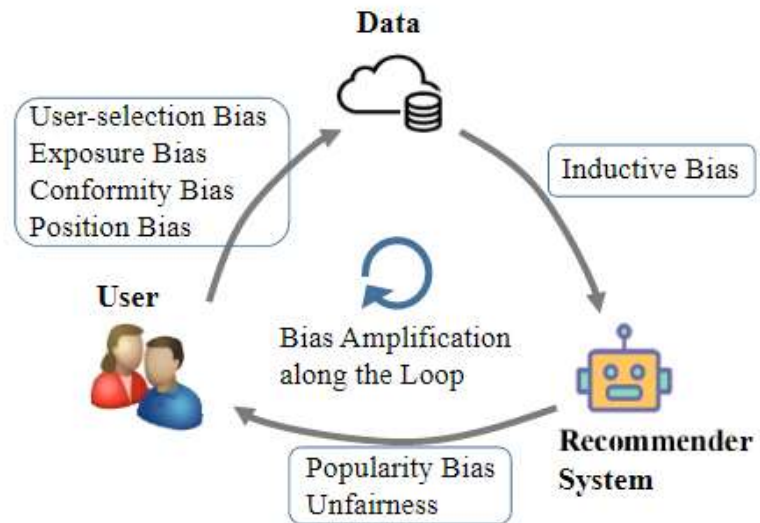 Data
User-selection Bias
Exposure Bias
Conformity Bias
Position Bias
Inductive Bias
User
Bias Amplification
along the Loop
Recommender
System
Popularity Bias
Unfairness